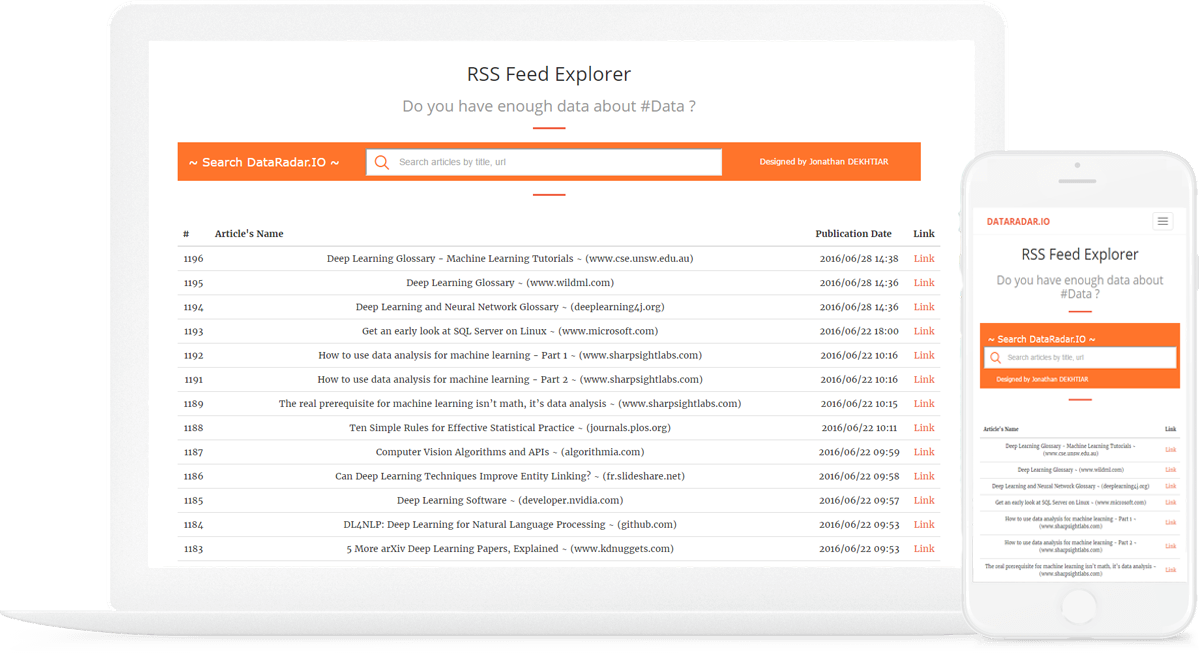 RSS Feed Explorer
Do you have enough data about #Data ?
~ Search DataRadar.IO ~ Search articles by title, url Designed by Jonathan DEKHTIAR
# Article's Name Publication Date Link
1196 Deep Learning Glossary - Machine Learning Tutorials ~ (www.cse.unsw.edu.au) 2016/06/28 14:38 Link
1195 Deep Learning Glossary ~ (www.wildml.com) 2016/06/28 14:36 Link
1194 Deep Learning and Neural Network Glossary ~ (deeplearning4j.org) 2016/06/28 14:36 Link
1193 Get an early look at SQL Server on Linux ~ (www.microsoft.com) 2016/06/22 18:00 Link
1192 How to use data analysis for machine learning - Part 1 ~ (www.sharpsightlabs.com) 2016/06/22 10:16 Link
1191 How to use data analysis for machine learning - Part 2 ~ (www.sharpsightlabs.com) 2016/06/22 10:16 Link
1189 The real prerequisite for machine learning isn't math, it's data analysis ~ (www.sharpsightlabs.com) 2016/06/22 10:15 Link
1188 Ten Simple Rules for Effective Statistical Practice ~ (journals.plos.org) 2016/06/22 10:11 Link
1187 Computer Vision Algorithms and APIs ~ (algorithmia.com) 2016/06/22 09:59 Link
1186 Can Deep Learning Techniques Improve Entity Linking? ~ (fr.slideshare.net) 2016/06/22 09:58 Link
1185 Deep Learning Software ~ (developer.nvidia.com) 2016/06/22 09:57 Link
1184 DL4NLP: Deep Learning for Natural Language Processing ~ (github.com) 2016/06/22 09:53 Link
1183 5 More arXiv Deep Learning Papers, Explained ~ (www.kdnuggets.com) 2016/06/22 09:53 Link
DATARADAR.IO
RSS Feed Explorer
Do you have enough data about
#Data ?
~ Search DataRadar.IO ~
Search articles by title, url
Designed by Jonathan DEKHTIAR
Article's Name Link
Deep Learning Glossary - Machine Learning Tutorials ~
(www.cse.unsw.edu.au) Link
Deep Learning Glossary ~ (www.wildml.com) Link
Deep Learning and Neural Network Glossary ~ (deeplearning4j.org) Link
Get an early look at SQL Server on Linux ~ (www.microsoft.com) Link
How to use data analysis for machine learning - Part 1 ~
(www.sharpsightlabs.com) Link
How to use data analysis for machine learning - Part 2 ~
(www.sharpsightlabs.com) Link
The real prerequisite for machine learning isn't math, it's data analysis ~
(www.sharpsightlabs.com) Link